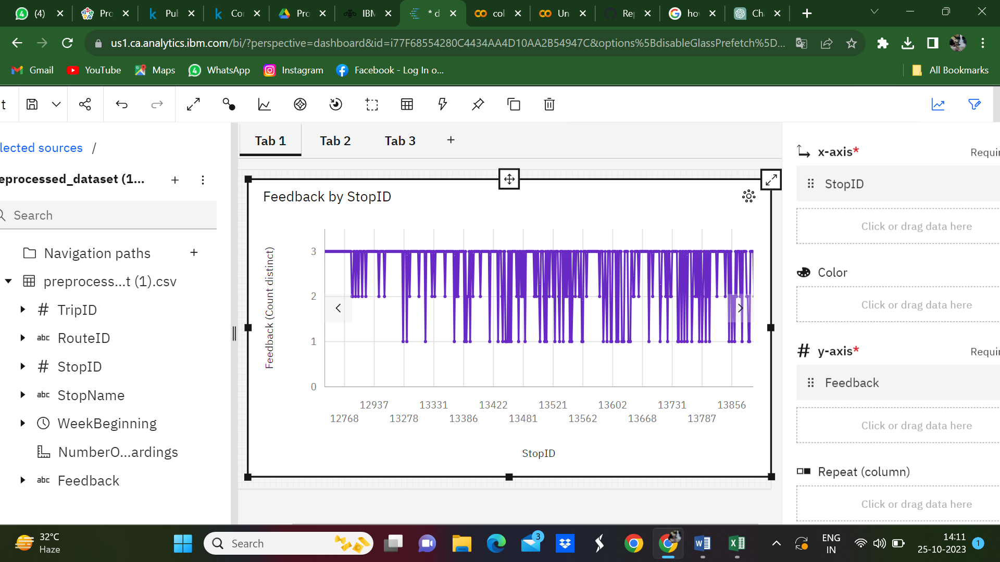 (4)
Pro
Pul
Co
Pro
IBM
* d
col
Un
Re
ho
Ch
us1.ca.analytics.ibm.com/bi/?perspective=dashboard&id=i77F68554280C4434AA4D10AA2B54947C&options%5BdisableGlassPrefetch%5D...
Gmail
YouTube
Maps
WhatsApp
Instagram
Facebook - Log In o...
All Bookmarks
t
lected sources /
eprocessed_dataset (1...
Search
Navigation paths
preprocess...t (1).csv
TripID
abc RouteID
StopID
abc StopName
WeekBeginning
NumberO...ardings
abc Feedback
Tab 1
Tab 2
Tab 3
Feedback by StopID
Feedback (Count distinct)
3
2
1
0
12937 13331 13422 13521 13602 13731 13856
12768 13278 13386 13481 13562 13668 13787
StopID
x-axis* Requir
StopID
Click or drag data here
Color
Click or drag data here
# y-axis* Requir
Feedback
Click or drag data here
Repeat (column)
Click or drag data here
32°C
Haze
Search
3
ENG
IN
14:11
25-10-2023
1